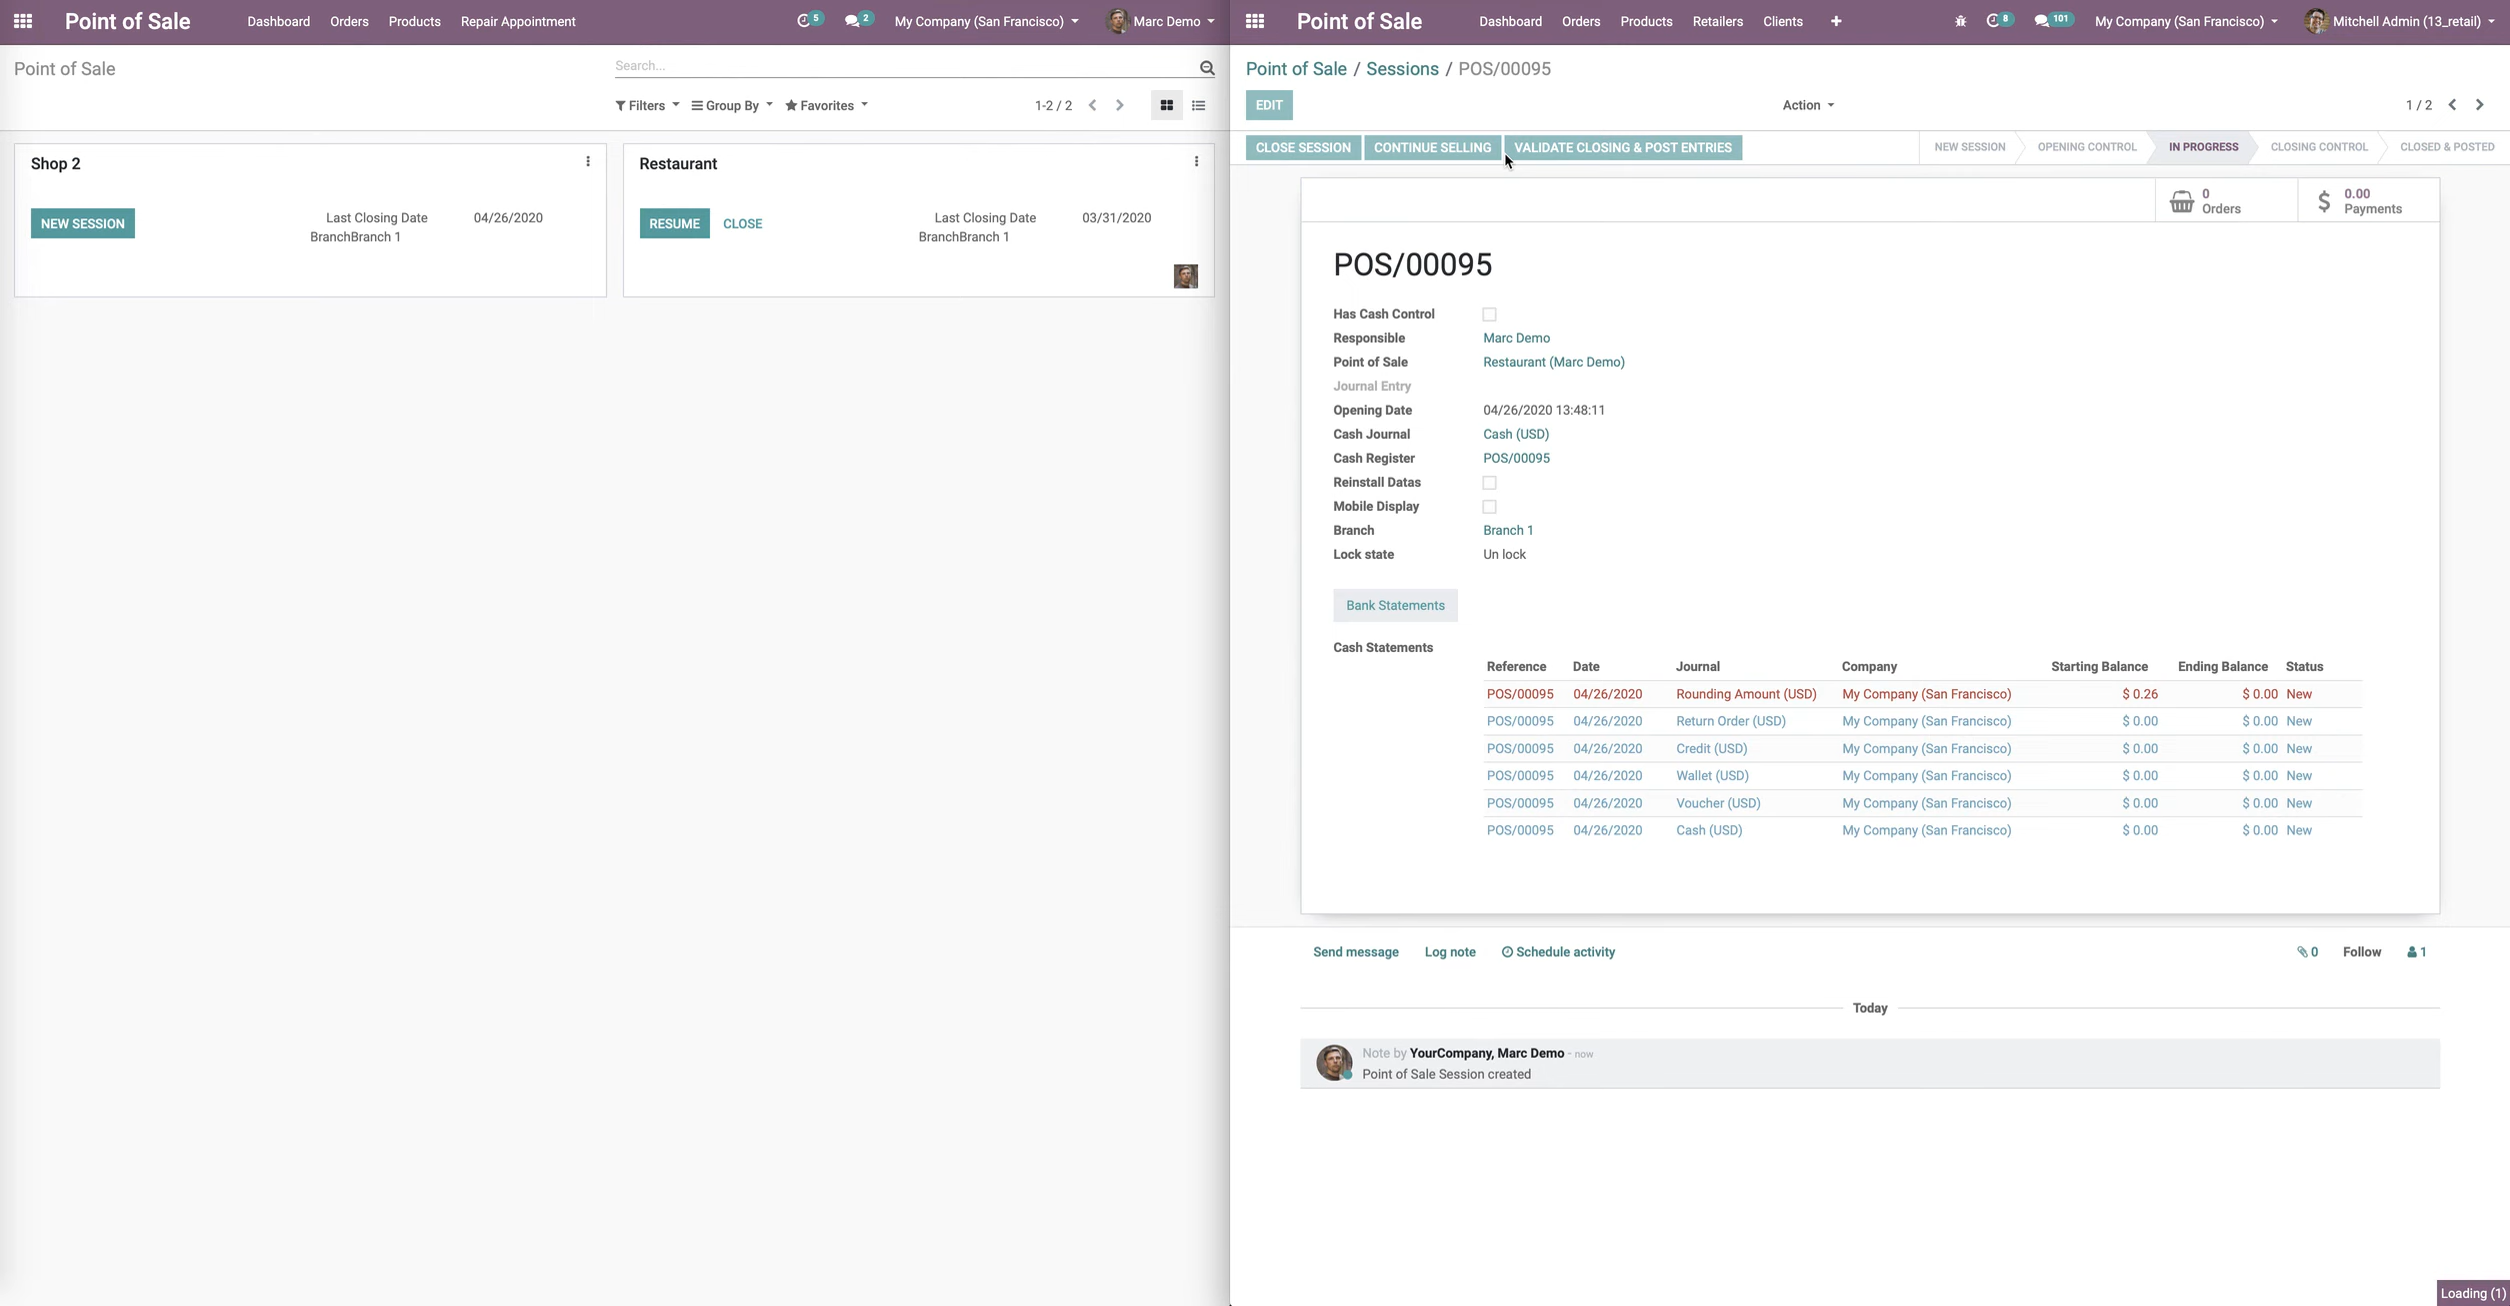 Point of Sale Dashboard Orders Products Repair Appointment 5 2 My Company (San Francisco) Marc Demo
Point of Sale
Search...
Filters Group By Favorites 1-2 / 2
Shop 2
NEW SESSION
Last Closing Date 04/26/2020
BranchBranch 1
Restaurant
RESUME CLOSE
Last Closing Date 03/31/2020
BranchBranch 1
Point of Sale Dashboard Orders Products Retailers Clients 8 101 My Company (San Francisco) Mitchell Admin (13_retail)
Point of Sale / Sessions / POS/00095
EDIT Action 1 / 2
CLOSE SESSION CONTINUE SELLING VALIDATE CLOSING & POST ENTRIES NEW SESSION OPENING CONTROL IN PROGRESS CLOSING CONTROL CLOSED & POSTED
0 Orders
$ 0.00 Payments
POS/00095
Has Cash Control
Responsible Marc Demo
Point of Sale Restaurant (Marc Demo)
Journal Entry
Opening Date 04/26/2020 13:48:11
Cash Journal Cash (USD)
Cash Register POS/00095
Reinstall Datas
Mobile Display
Branch Branch 1
Lock state Un lock
Bank Statements
Cash Statements
Reference Date Journal Company Starting Balance Ending Balance Status
POS/00095 04/26/2020 Rounding Amount (USD) My Company (San Francisco) $ 0.26 $ 0.00 New
POS/00095 04/26/2020 Return Order (USD) My Company (San Francisco) $ 0.00 $ 0.00 New
POS/00095 04/26/2020 Credit (USD) My Company (San Francisco) $ 0.00 $ 0.00 New
POS/00095 04/26/2020 Wallet (USD) My Company (San Francisco) $ 0.00 $ 0.00 New
POS/00095 04/26/2020 Voucher (USD) My Company (San Francisco) $ 0.00 $ 0.00 New
POS/00095 04/26/2020 Cash (USD) My Company (San Francisco) $ 0.00 $ 0.00 New
Send message Log note Schedule activity 0 Follow 1
Today
Note by YourCompany, Marc Demo - now
Point of Sale Session created
Loading (1)